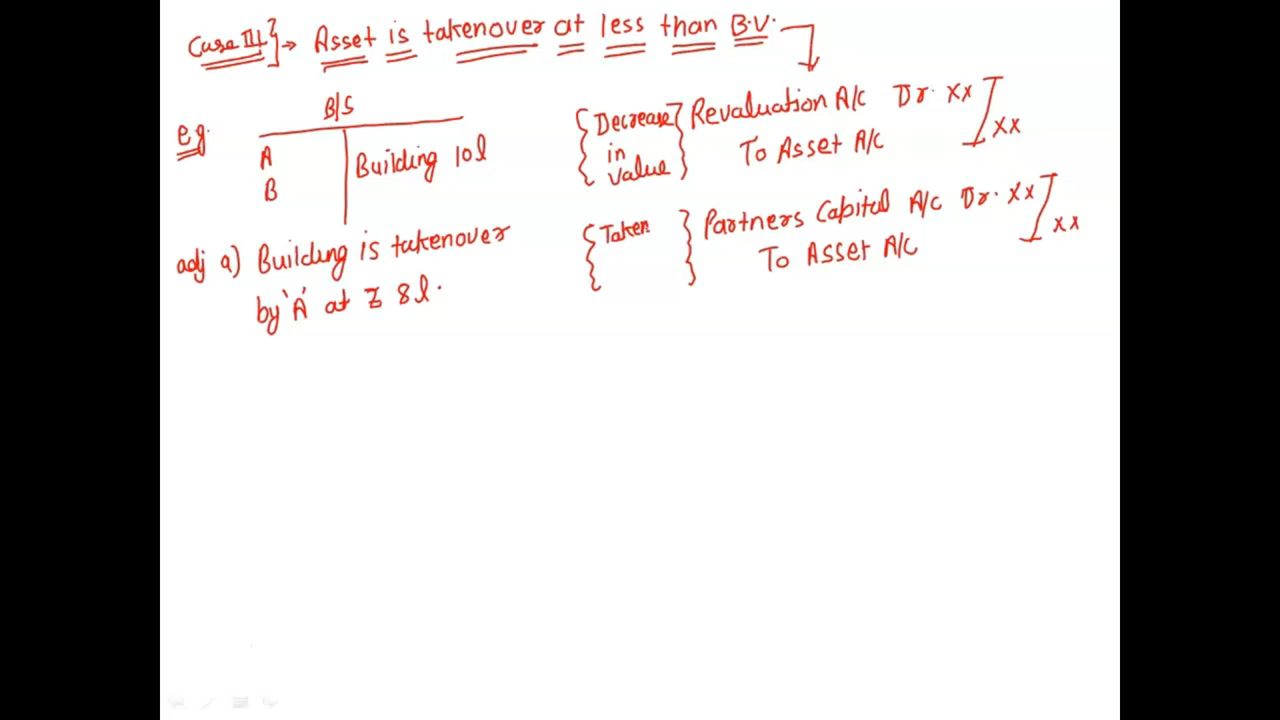 Case III → Asset is takenover at less than B.V.
eg.
B/S
A
B
Building 10l
adj a) Building is takenover
by 'A' at ₹ 8l.
Decrease
in
value
Revaluation A/c Dr. xx
To Asset A/c xx
Taken
Partners Capital A/c Dr. xx
To Asset A/c xx